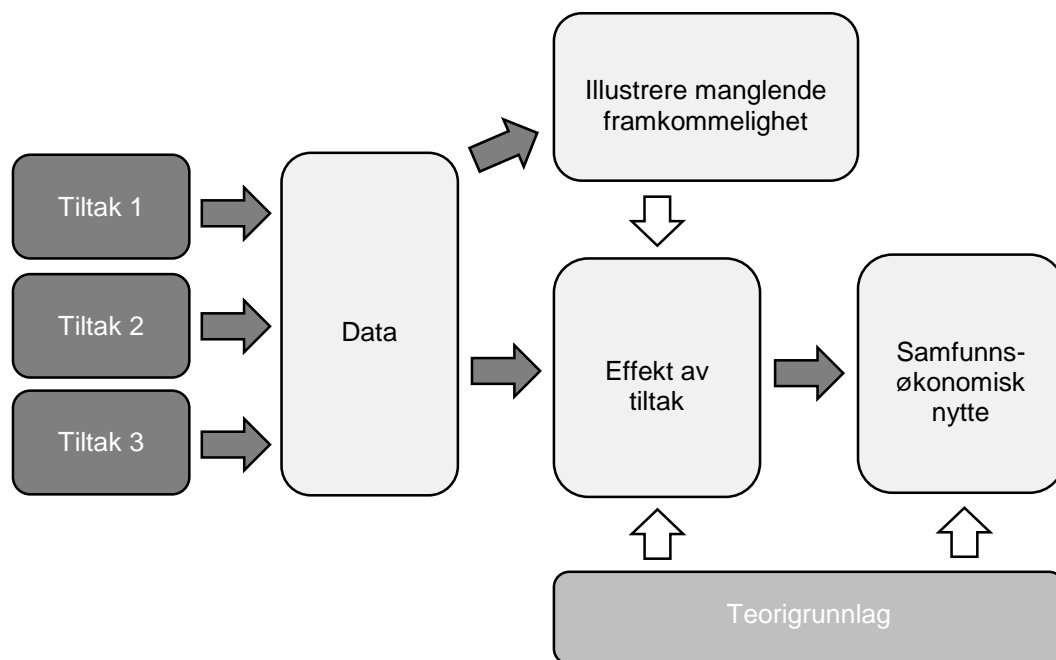 Illustrere manglende
framkommelighet
Tiltak 1
Tiltak 2
Tiltak 3
Data
Effekt av
tiltak
Samfunns-
økonomisk
nytte
Teorigrunnlag